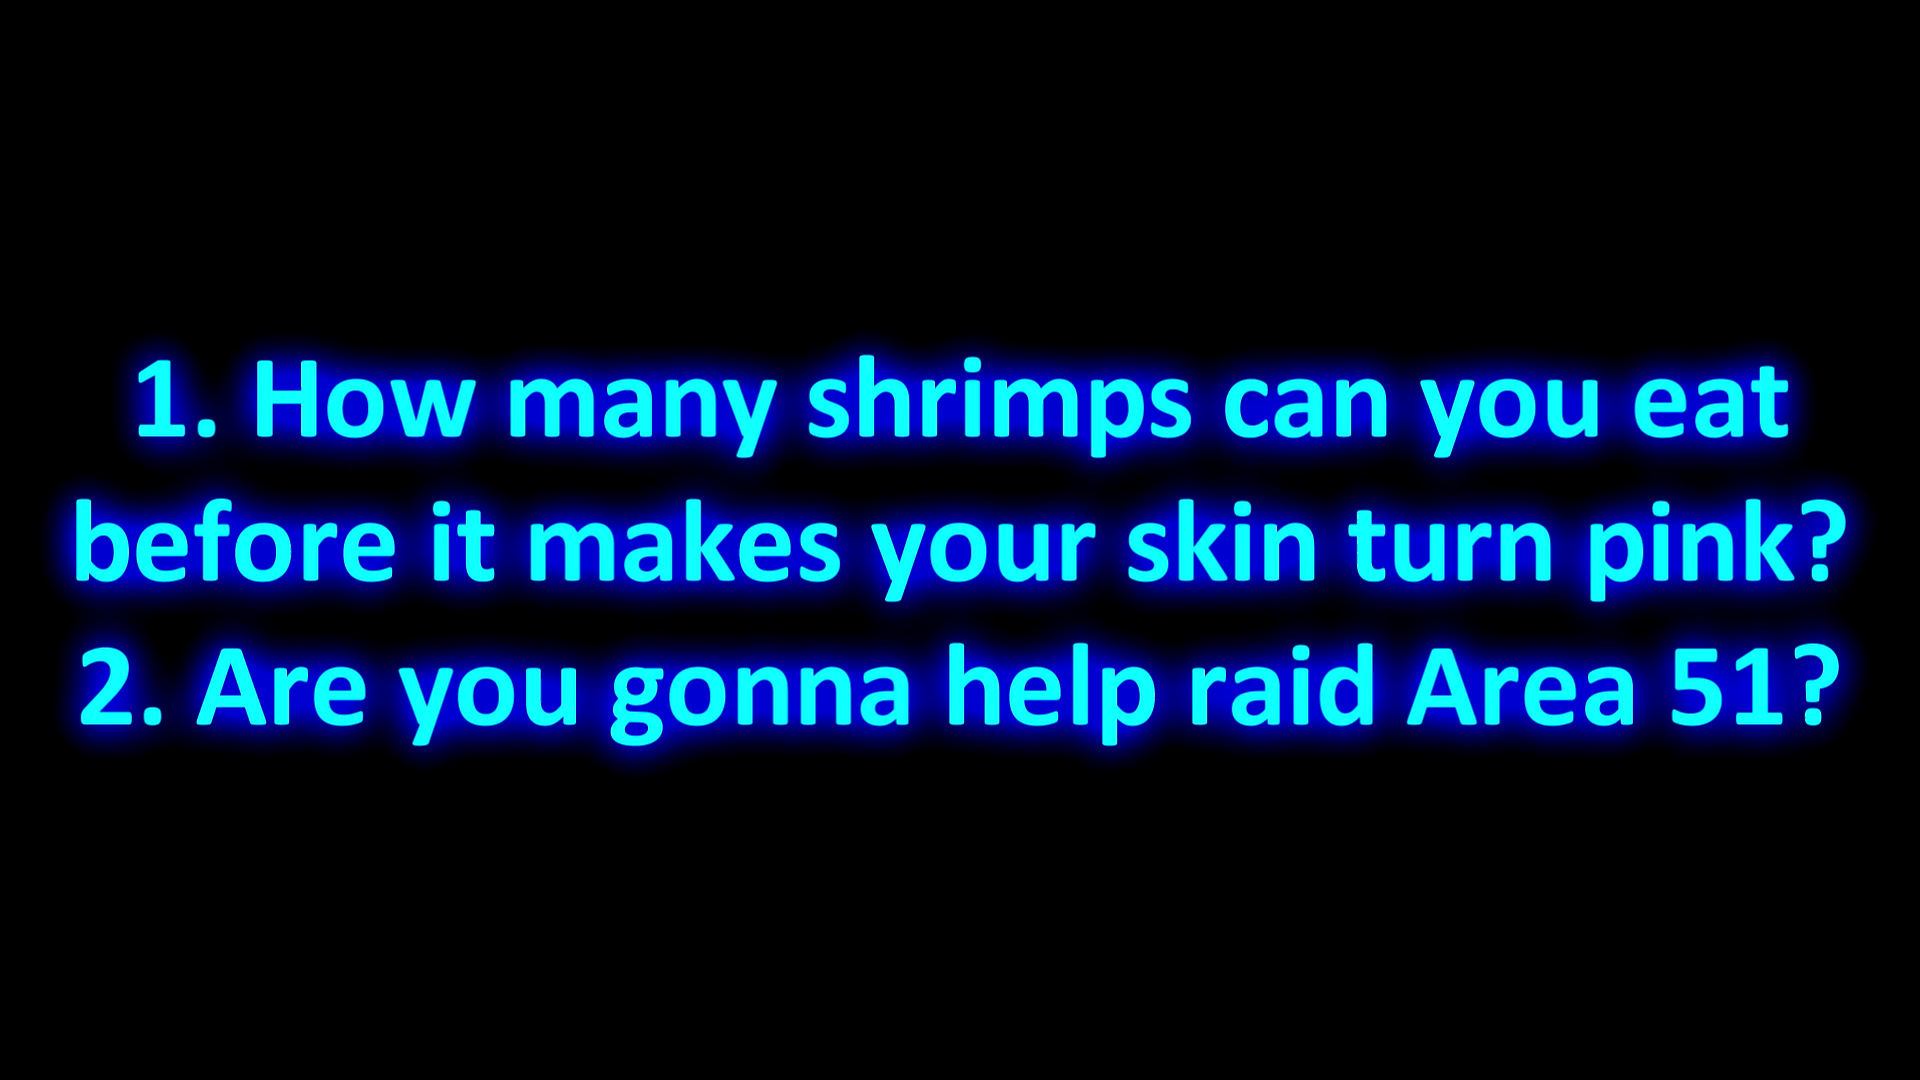 1. How many shrimps can you eat
before it makes your skin turn pink?
2. Are you gonna help raid Area 51?